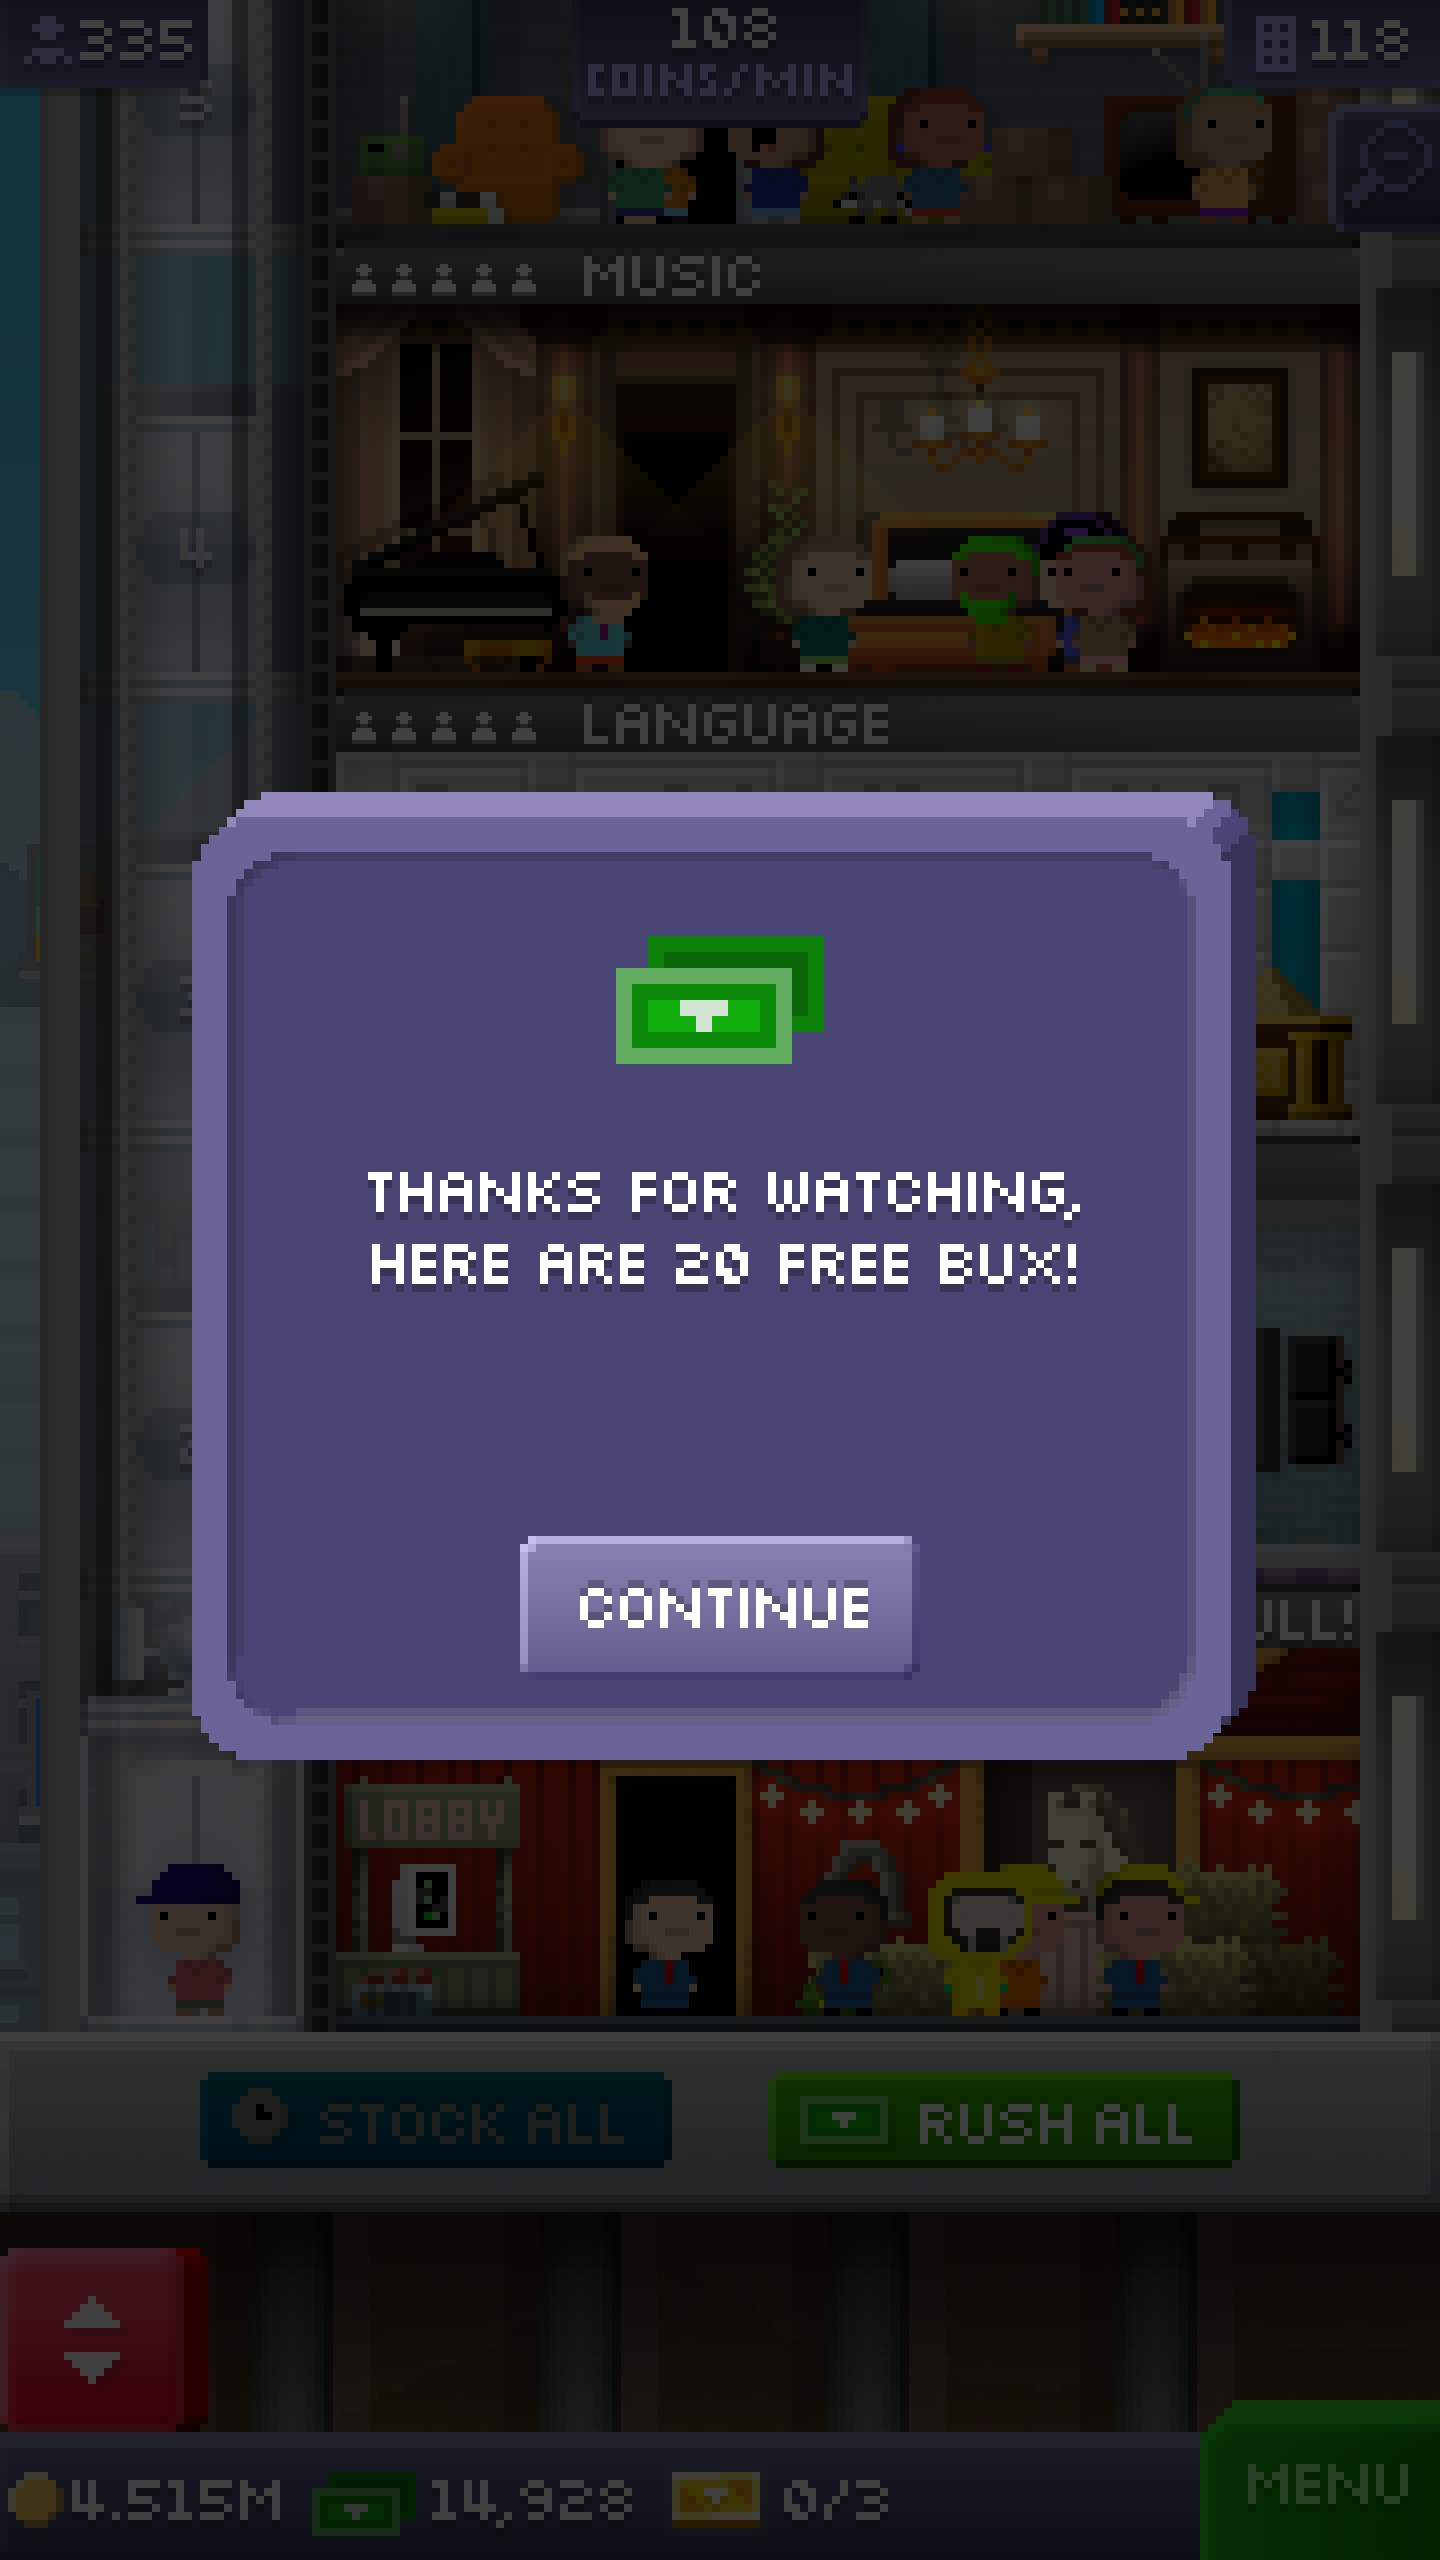 335
108
COINS/MIN
118
5
MUSIC
4
LANGUAGE
THANKS FOR WATCHING,
HERE ARE 20 FREE BUX!
CONTINUE
ULL!
LOBBY
STOCK ALL
RUSH ALL
4.515M
14,928
0/3
MENU